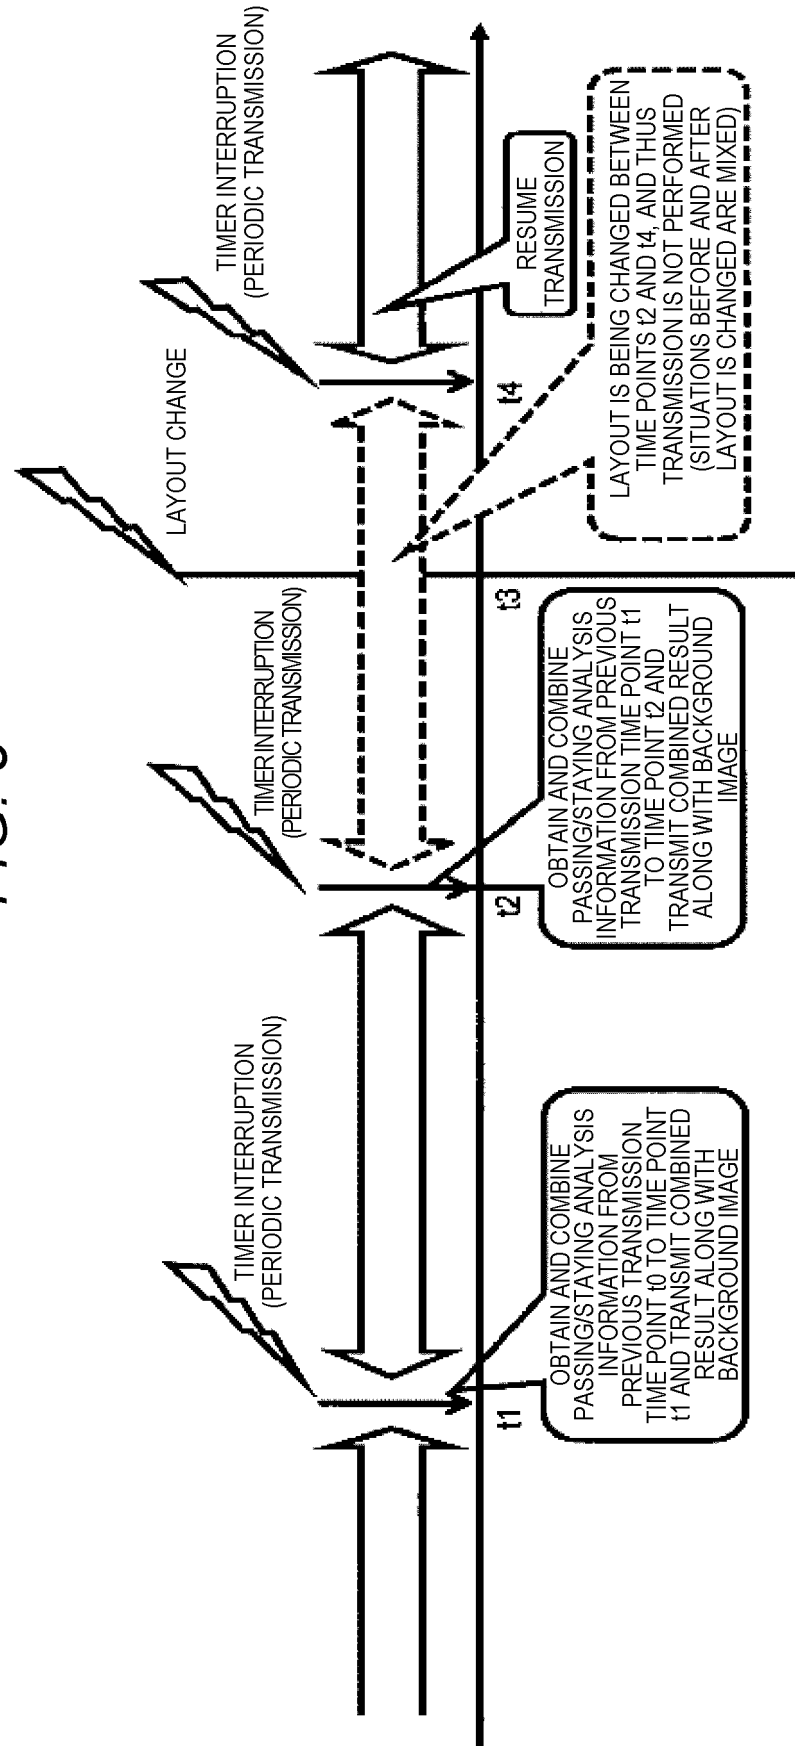 FIG.
TIMER INTERRUPTION
(PERIODIC TRANSMISSION)
TIMER INTERRUPTION
(PERIODIC TRANSMISSION)
LAYOUT CHANGE
TIMER INTERRUPTION
(PERIODIC TRANSMISSION)
t1
t2
t3
t4
OBTAIN AND COMBINE
PASSING/STAYING ANALYSIS
INFORMATION FROM
PREVIOUS TRANSMISSION
TIME POINT t0 TO TIME POINT
t1 AND TRANSMIT COMBINED
RESULT ALONG WITH
BACKGROUND IMAGE
OBTAIN AND COMBINE
PASSING/STAYING ANALYSIS
INFORMATION FROM PREVIOUS
TRANSMISSION TIME POINT t1
TO TIME POINT t2 AND
TRANSMIT COMBINED RESULT
ALONG WITH BACKGROUND
IMAGE
RESUME
TRANSMISSION
LAYOUT IS BEING CHANGED BETWEEN
TIME POINTS t2 AND t4, AND THUS
TRANSMISSION IS NOT PERFORMED
(SITUATIONS BEFORE AND AFTER
LAYOUT IS CHANGED ARE MIXED)